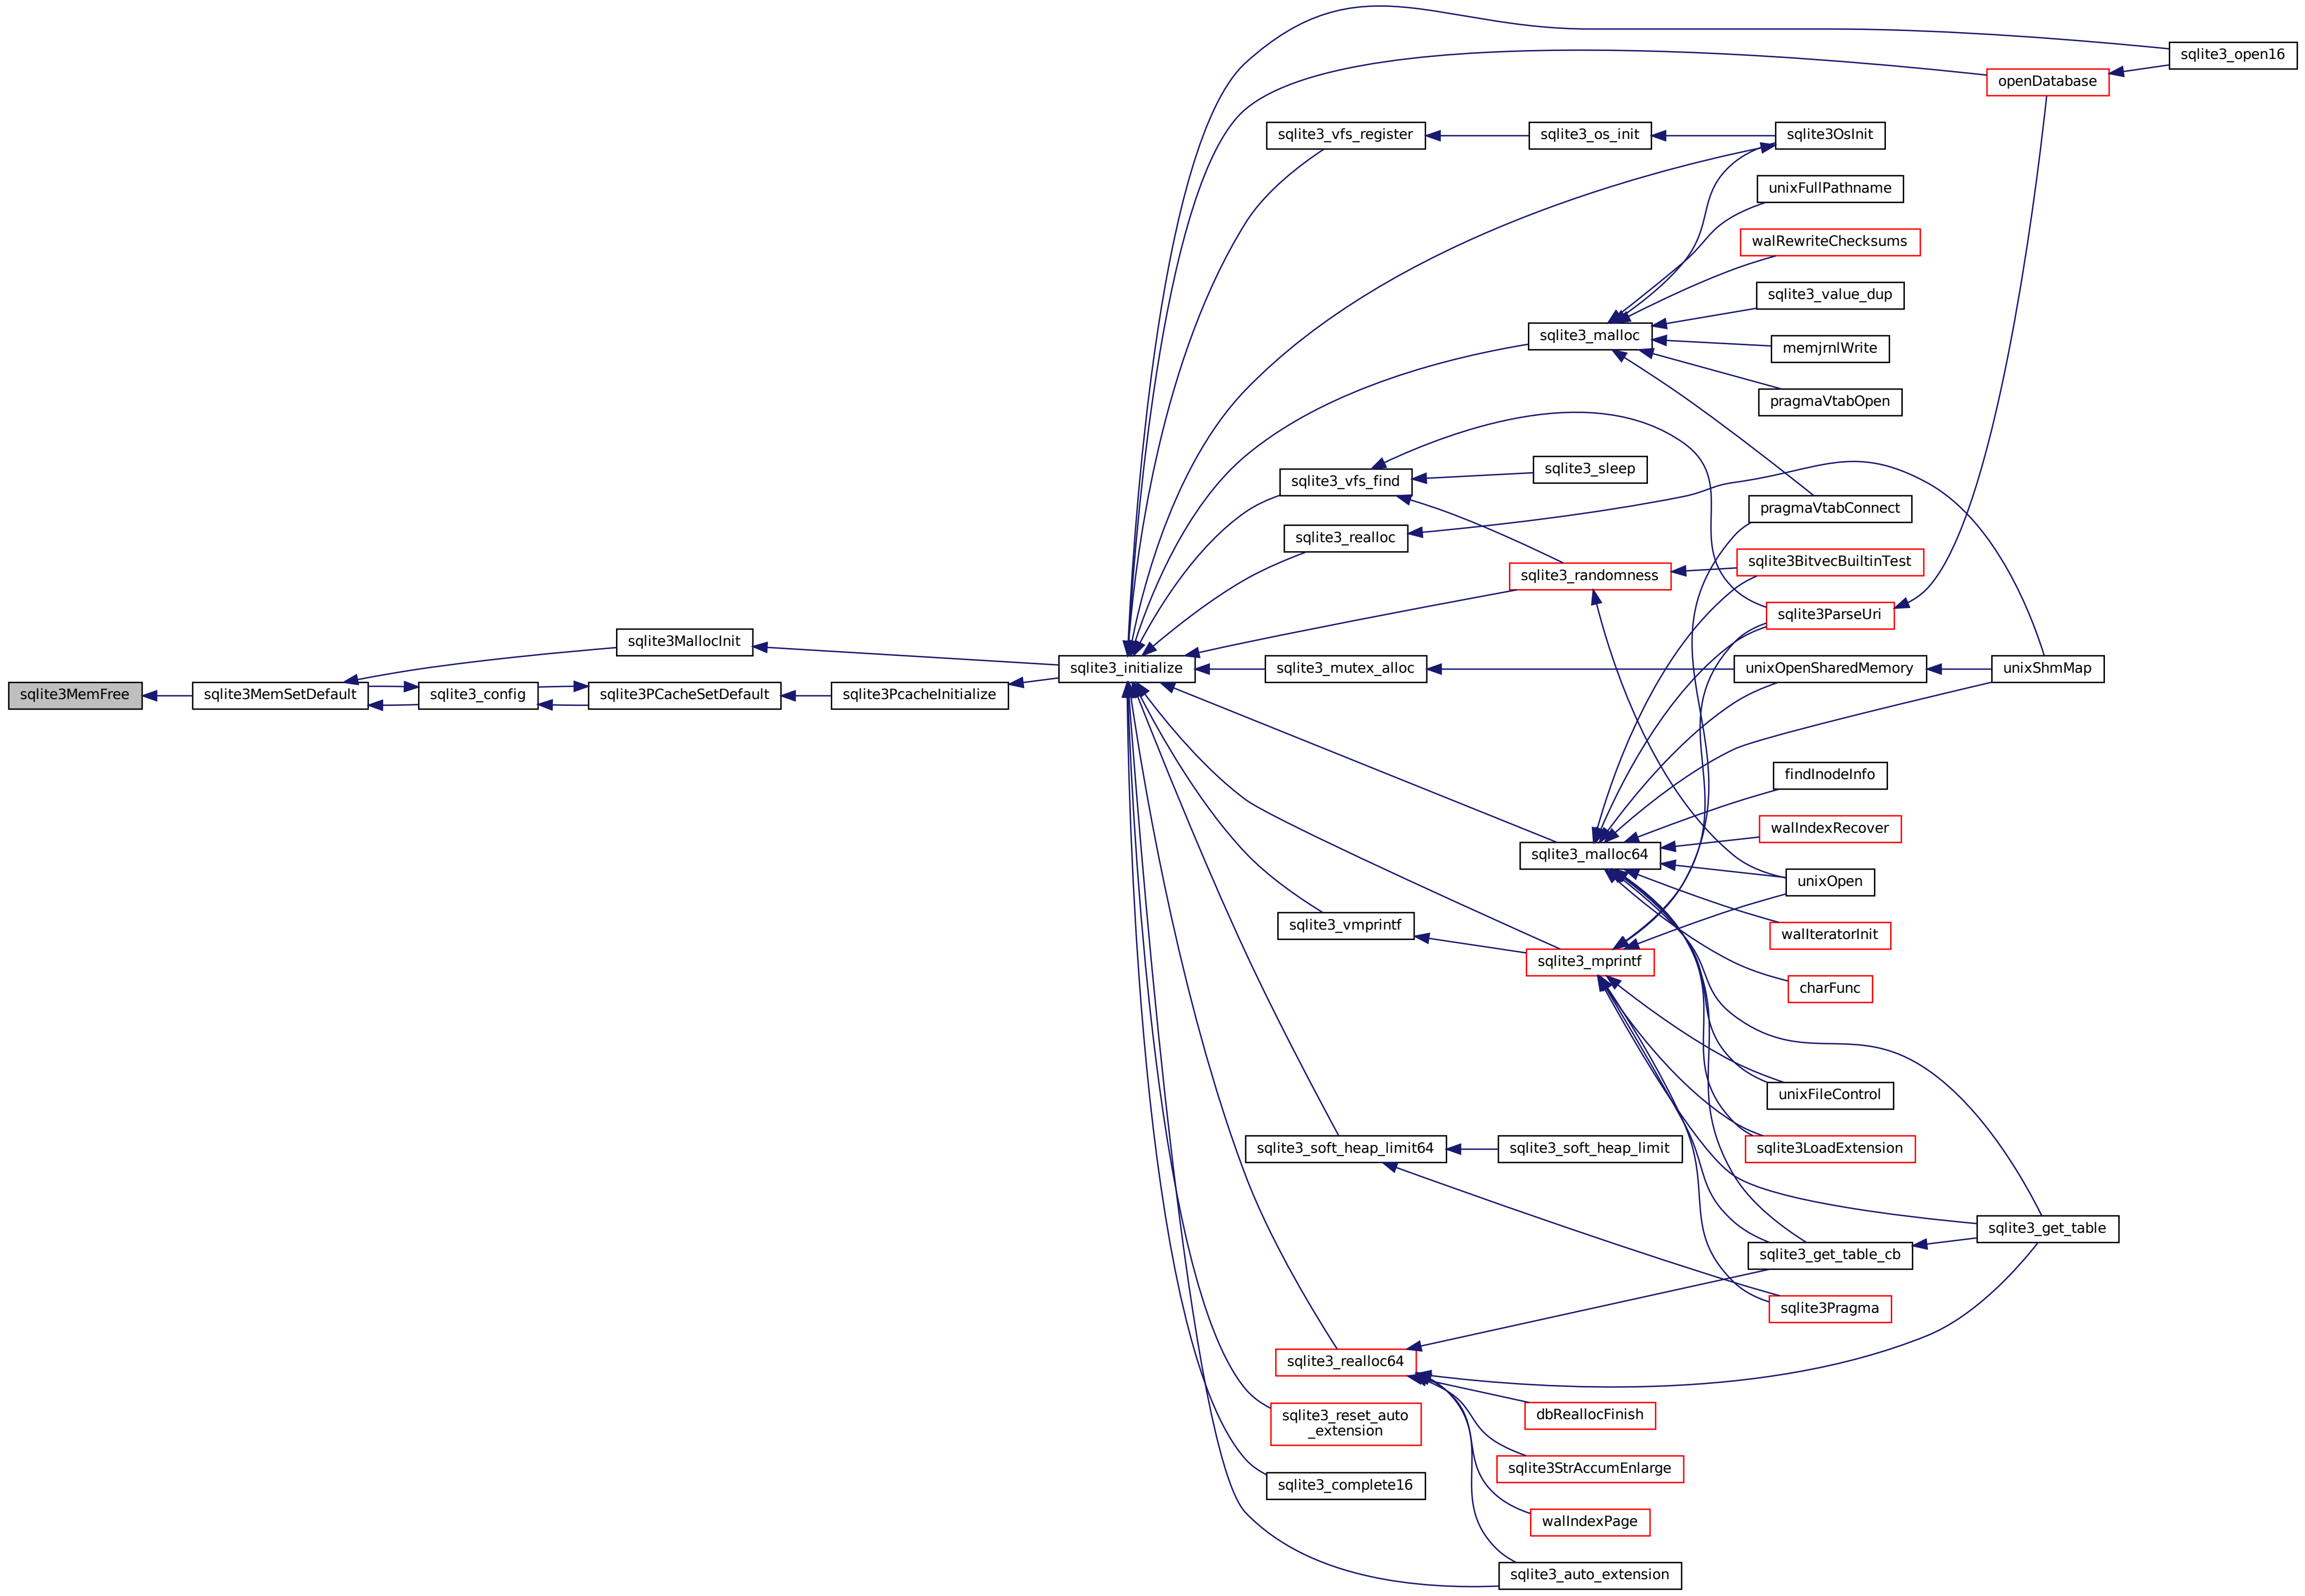 sqlite3_open16
openDatabase
sqlite3_vfs_register
sqlite3_os_init
sqlite3OsInit
unixFullPathname
walRewriteChecksums
sqlite3_value_dup
sqlite3_malloc
memjrnlWrite
pragmaVtabOpen
sqlite3_vfs_find
sqlite3_sleep
pragmaVtabConnect
sqlite3_realloc
sqlite3BitvecBuiltinTest
sqlite3_randomness
sqlite3ParseUri
sqlite3MallocInit
sqlite3_initialize
sqlite3_mutex_alloc
unixOpenSharedMemory
unixShmMap
sqlite3MemFree
sqlite3MemSetDefault
sqlite3_config
sqlite3PCacheSetDefault
sqlite3PcacheInitialize
findInodeInfo
walIndexRecover
sqlite3_malloc64
unixOpen
sqlite3_vmprintf
walIteratorInit
sqlite3_mprintf
charFunc
unixFileControl
sqlite3_soft_heap_limit64
sqlite3_soft_heap_limit
sqlite3LoadExtension
sqlite3_get_table
sqlite3_get_table_cb
sqlite3Pragma
sqlite3_realloc64
sqlite3_reset_auto
_extension
dbReallocFinish
sqlite3StrAccumEnlarge
sqlite3_complete16
walIndexPage
sqlite3_auto_extension